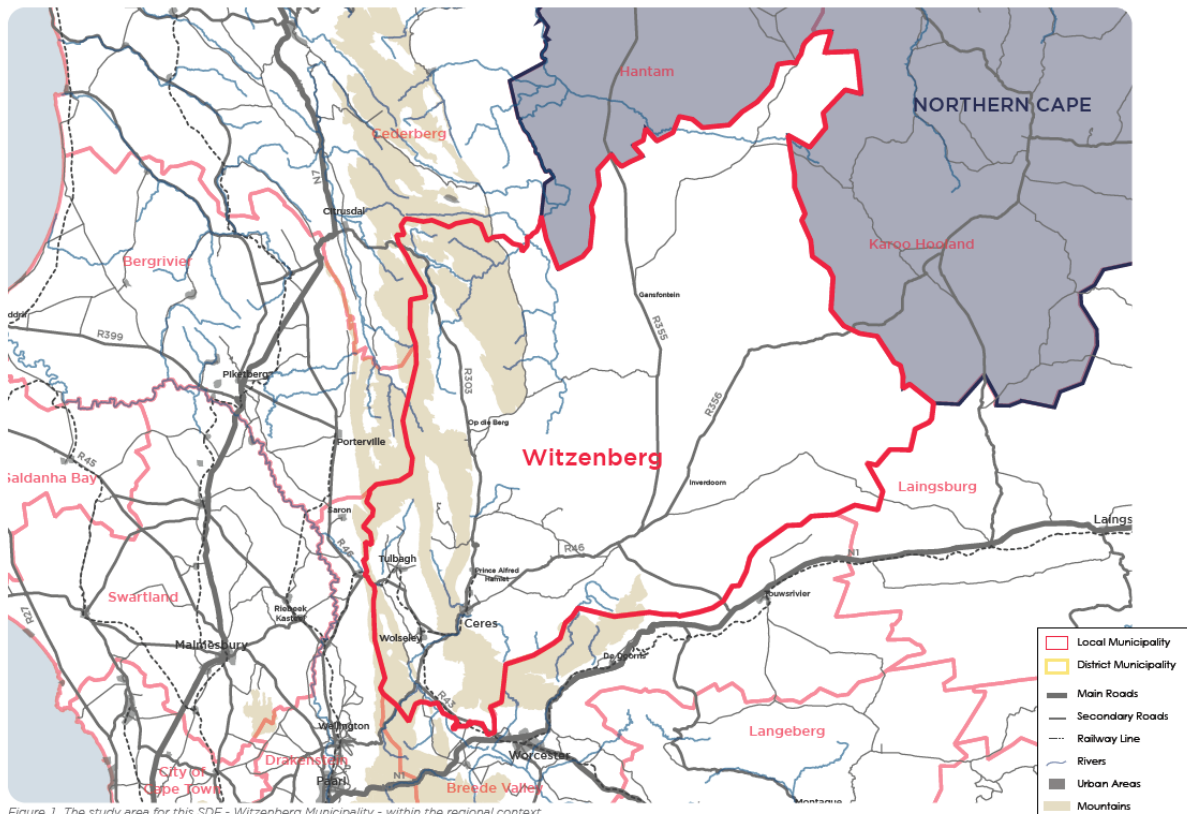 Hantam
NORTHERN CAPE
Cederberg
N7
Citrusdal
Karoo Hoogland
Bergrivier
Gansfontein
R399
R355
Piketberg
R303
R356
Op die Berg
Porterville
Witzenberg
R45
Saldanha Bay
Inverdoorn
Laingsburg
Saron
Laings
R46
R46
N1
Tulbagh
Prince Alfred
Hamlet
Swartland
R27
Riebeek
Kasteel
Touwsrivier
Ceres
Wolseley
Malmesbury
De Doorns
R43
Wellington
Langeberg
Worcester
Drakenstein
City of
Cape Town
Paarl
N1
Breede Valley
Montague
Local Municipality
District Municipality
Main Roads
Secondary Roads
Railway Line
Rivers
Urban Areas
Mountains
Figure 1. The study area for this SDF - Witzenberg Municipality - within the regional context